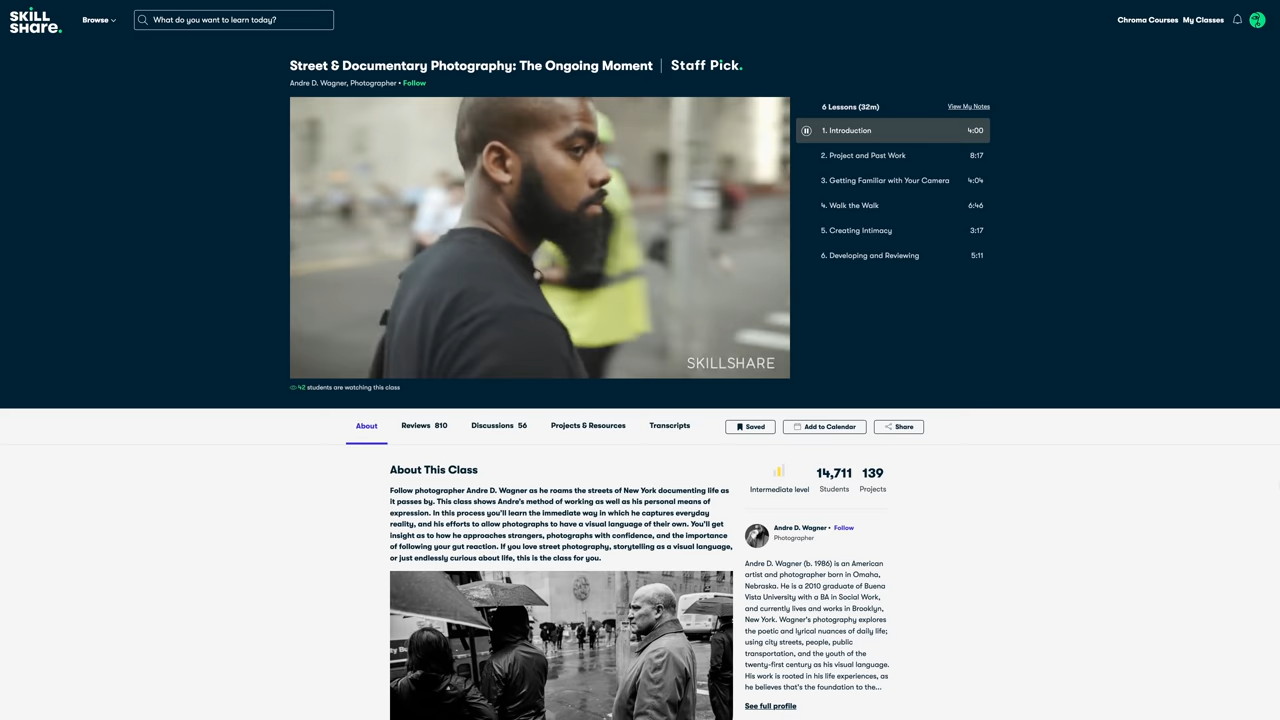 SKILL
SHARE.
Browse
What do you want to learn today?
Chroma Courses
My Classes
Street & Documentary Photography: The Ongoing Moment
Staff Pick.
Andre D. Wagner, Photographer • Follow
SKILLSHARE
6 Lessons (32m)
View My Notes
1. Introduction 4:00
2. Project and Past Work 8:17
3. Getting Familiar with Your Camera 4:04
4. Walk the Walk 6:46
5. Creating Intimacy 3:17
6. Developing and Reviewing 5:11
42 students are watching this class
About
Reviews 810
Discussions 56
Projects & Resources
Transcripts
Saved
Add to Calendar
Share
About This Class
Follow photographer Andre D. Wagner as he roams the streets of New York documenting life as
it passes by. This class shows Andre's method of working as well as his personal means of
expression. In this process you'll learn the immediate way in which he captures everyday
reality, and his efforts to allow photographs to have a visual language of their own. You'll get
insight as to how he approaches strangers, photographs with confidence, and the importance
of following your gut reaction. If you love street photography, storytelling as a visual language,
or just endlessly curious about life, this is the class for you.
Intermediate level
14,711
Students
139
Projects
Andre D. Wagner • Follow
Photographer
Andre D. Wagner (b. 1986) is an American
artist and photographer born in Omaha,
Nebraska. He is a 2010 graduate of Buena
Vista University with a BA in Social Work,
and currently lives and works in Brooklyn,
New York. Wagner's photography explores
the poetic and lyrical nuances of daily life;
using city streets, people, public
transportation, and the youth of the
twenty-first century as his visual language.
His work is rooted in his life experiences, as
he believes that's the foundation to the...
See full profile